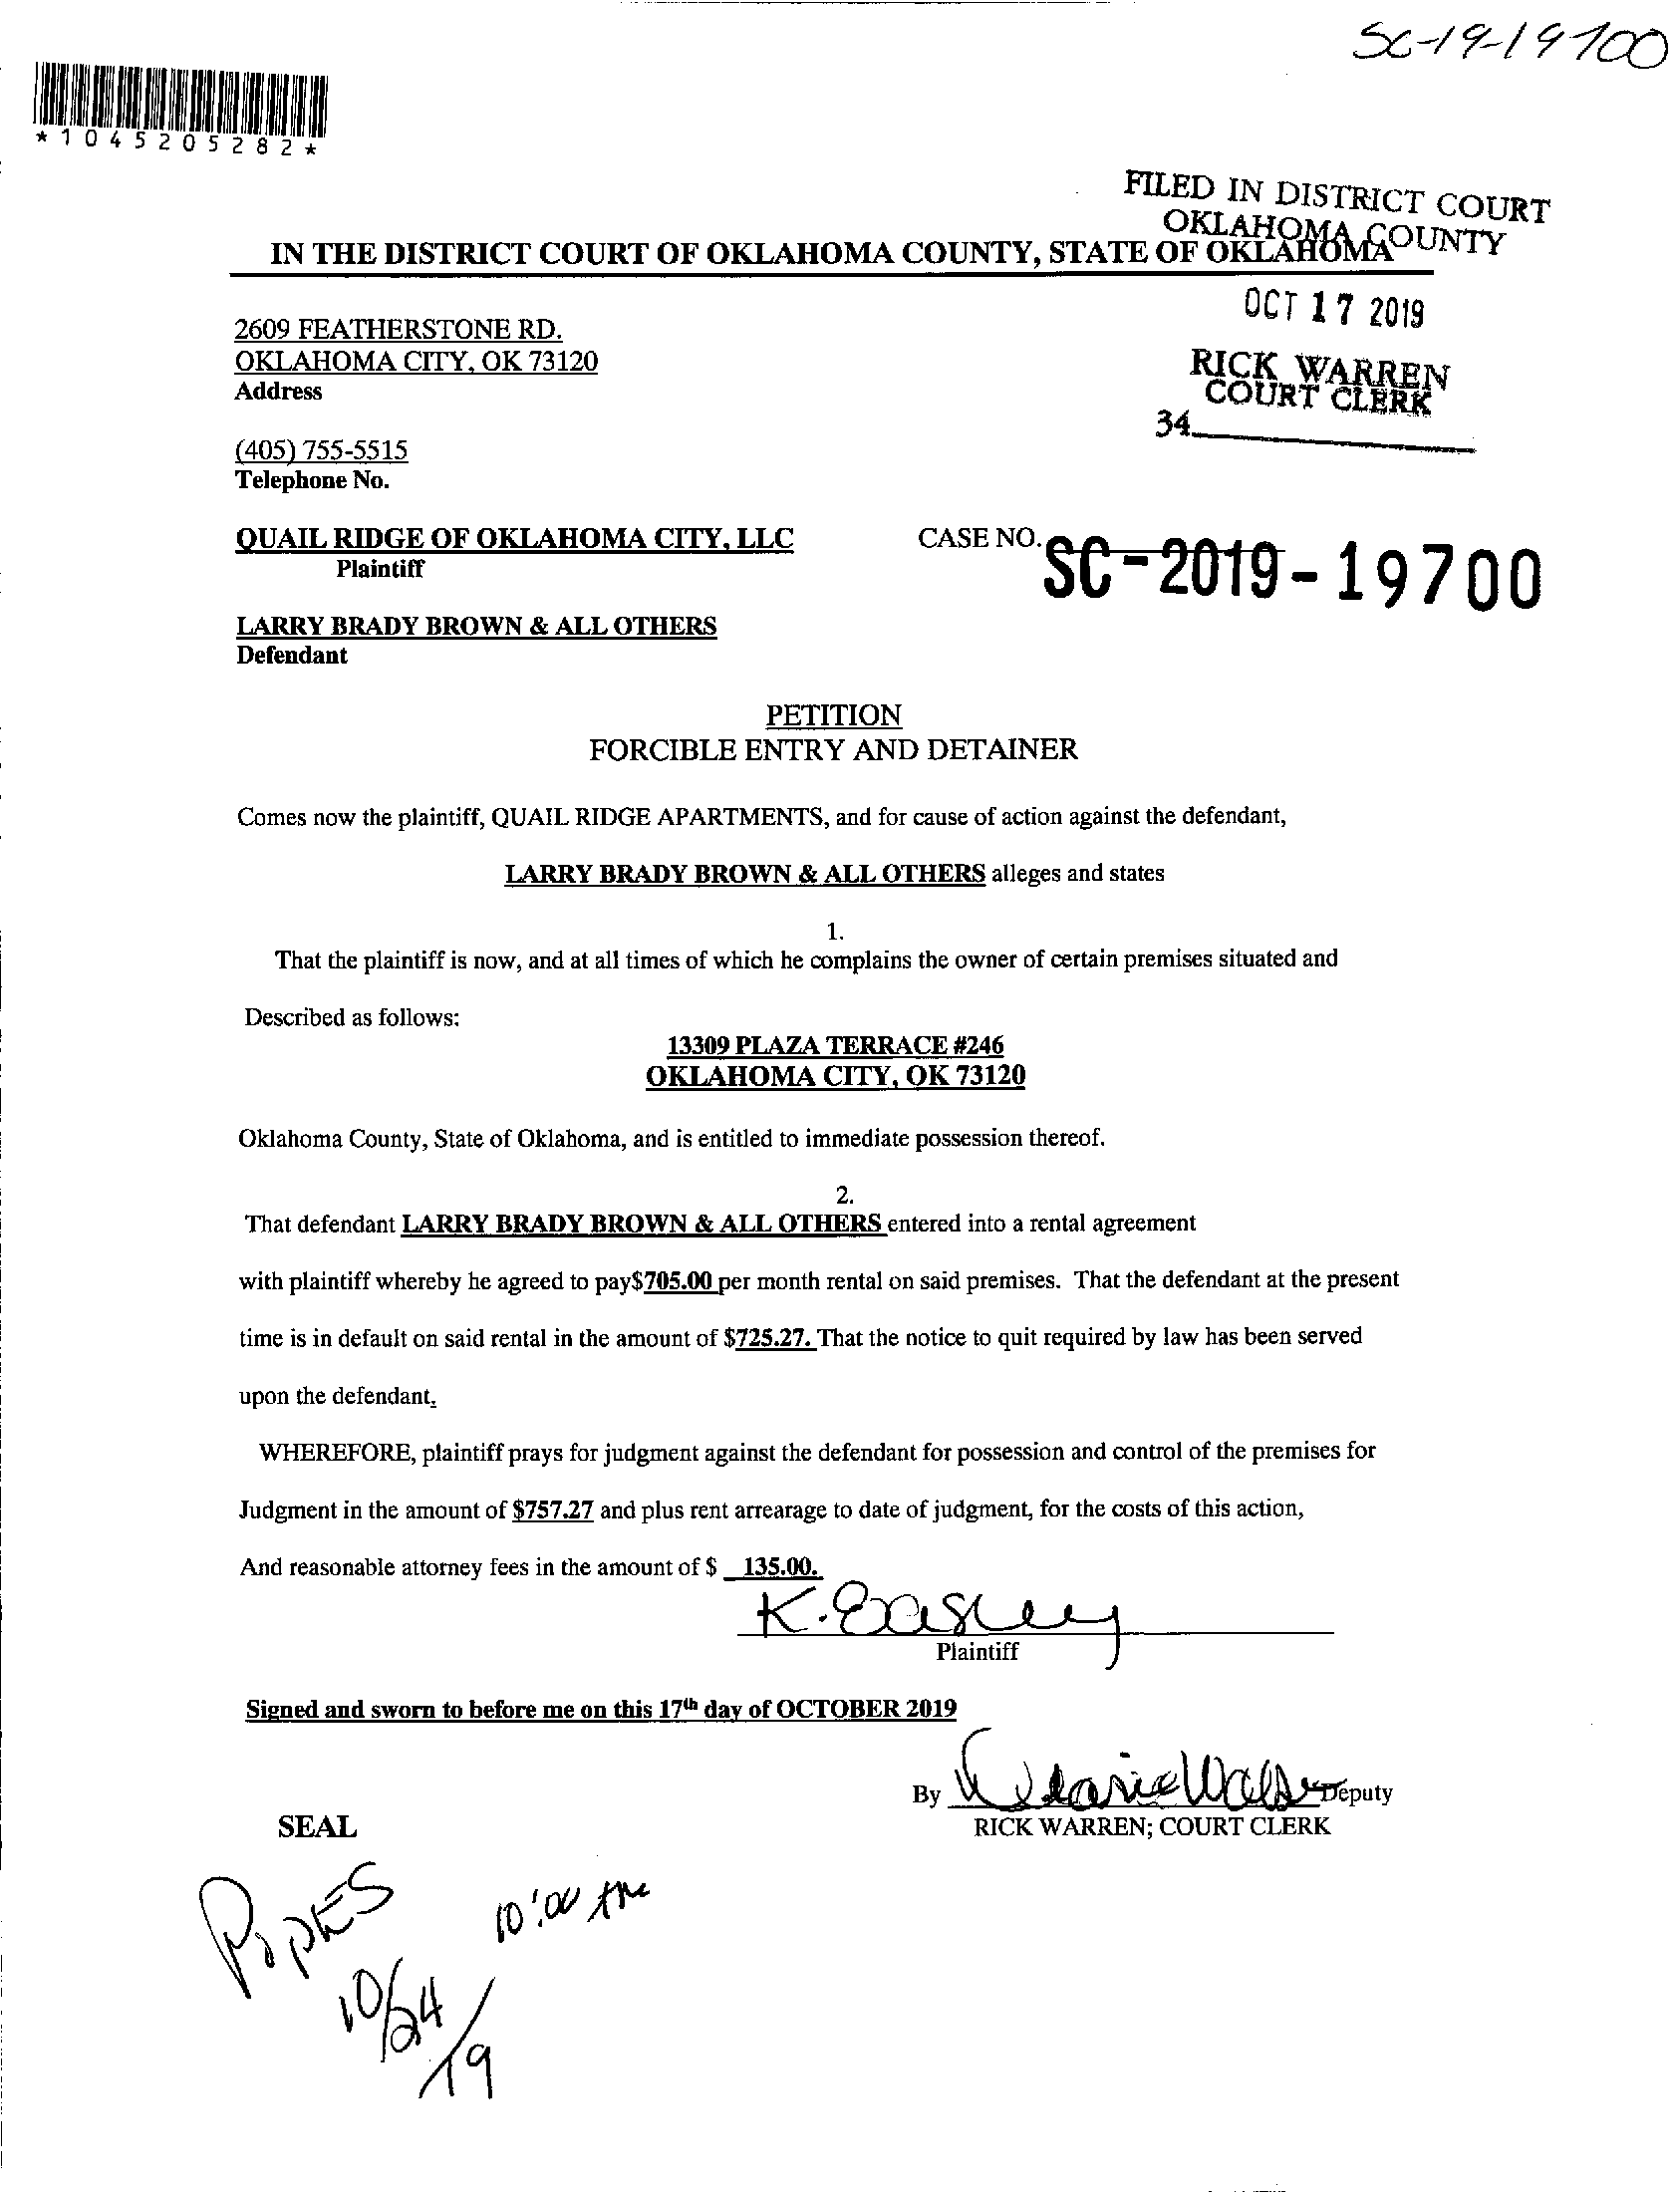 SC-19-19700
*1045205282*
FILED IN DISTRICT COURT
OKLAHOMA COUNTY
IN THE DISTRICT COURT OF OKLAHOMA COUNTY, STATE OF OKLAHOMA
OCT 17 2019
2609 FEATHERSTONE RD.
OKLAHOMA CITY, OK 73120
Address
RICK WARREN
COURT CLERK
34
(405) 755-5515
Telephone No.
QUAIL RIDGE OF OKLAHOMA CITY, LLC
Plaintiff
CASE NO. SC-2019-19700
LARRY BRADY BROWN & ALL OTHERS
Defendant
PETITION
FORCIBLE ENTRY AND DETAINER
Comes now the plaintiff, QUAIL RIDGE APARTMENTS, and for cause of action against the defendant,
LARRY BRADY BROWN & ALL OTHERS alleges and states
1.
That the plaintiff is now, and at all times of which he complains the owner of certain premises situated and
Described as follows:
13309 PLAZA TERRACE #246
OKLAHOMA CITY, OK 73120
Oklahoma County, State of Oklahoma, and is entitled to immediate possession thereof.
2.
That defendant LARRY BRADY BROWN & ALL OTHERS entered into a rental agreement
with plaintiff whereby he agreed to pay$705.00 per month rental on said premises. That the defendant at the present
time is in default on said rental in the amount of $725.27. That the notice to quit required by law has been served
upon the defendant.
WHEREFORE, plaintiff prays for judgment against the defendant for possession and control of the premises for
Judgment in the amount of $757.27 and plus rent arrearage to date of judgment, for the costs of this action,
And reasonable attorney fees in the amount of $ 135.00.
K. Easley
Plaintiff
Signed and sworn to before me on this 17th day of OCTOBER 2019
By Deputy
RICK WARREN; COURT CLERK
SEAL
10:00 AM
10/24/19